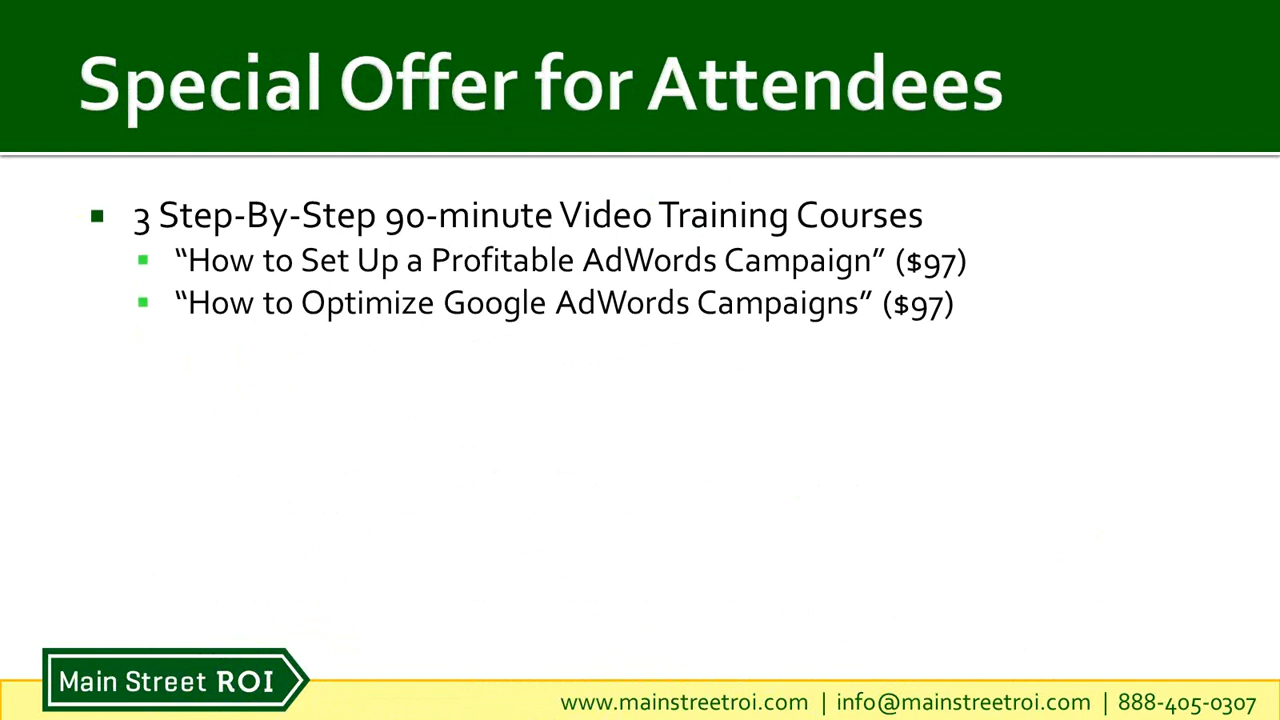 Special Offer for Attendees
3 Step-By-Step 90-minute Video Training Courses
“How to Set Up a Profitable AdWords Campaign” ($97)
“How to Optimize Google AdWords Campaigns” ($97)
Main Street ROI
www.mainstreetroi.com | info@mainstreetroi.com | 888-405-0307